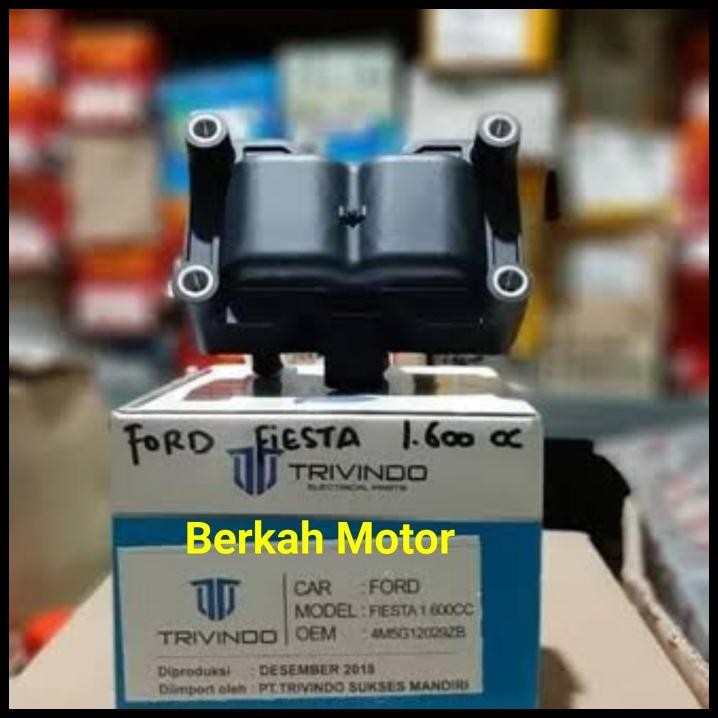 FORD FIESTA 1.600 CC
TRIVINDO
ELECTRICAL PARTS
Berkah Motor
CAR : FORD
MODEL : FIESTA 1.600CC
OEM : 4M5G12029ZB
TRIVINDO
Diproduksi : DESEMBER 2018
Diimport oleh : PT.TRIVINDO SUKSES MANDIRI